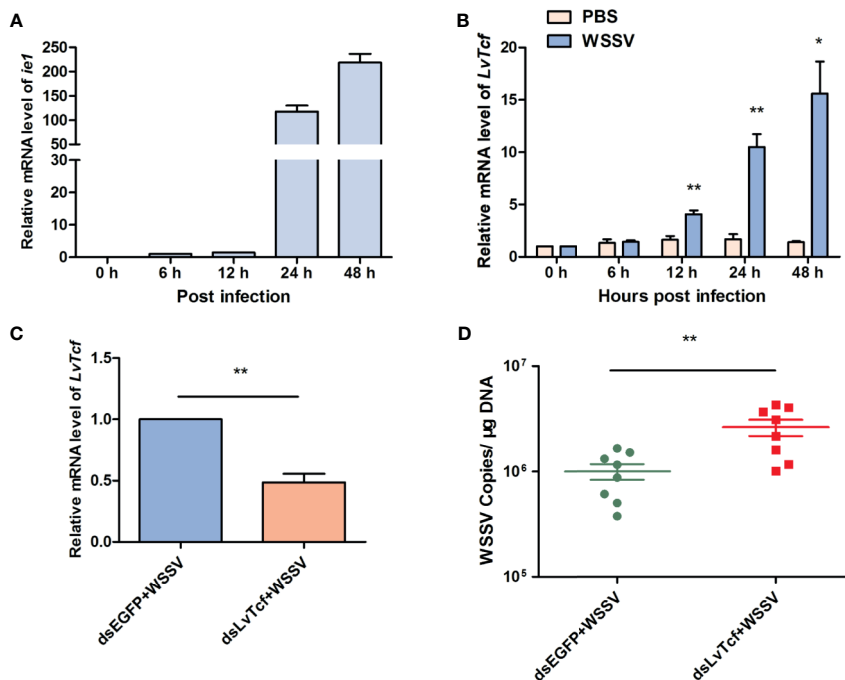 A
Relative mRNA level of ie1
250
200
150
100
50
30
20
10
0
0 h 6 h 12 h 24 h 48 h
Post infection
B
PBS
WSSV
Relative mRNA level of LvTcf
20
15
10
5
0
** ** *
0 h 6 h 12 h 24 h 48 h
Hours post infection
C
Relative mRNA level of LvTcf
1.5
1.0
0.5
0.0
**
dsEGFP+WSSV
dsLvTcf+WSSV
D
WSSV Copies/ µg DNA
10⁷
10⁶
10⁵
**
dsEGFP+WSSV
dsLvTcf+WSSV